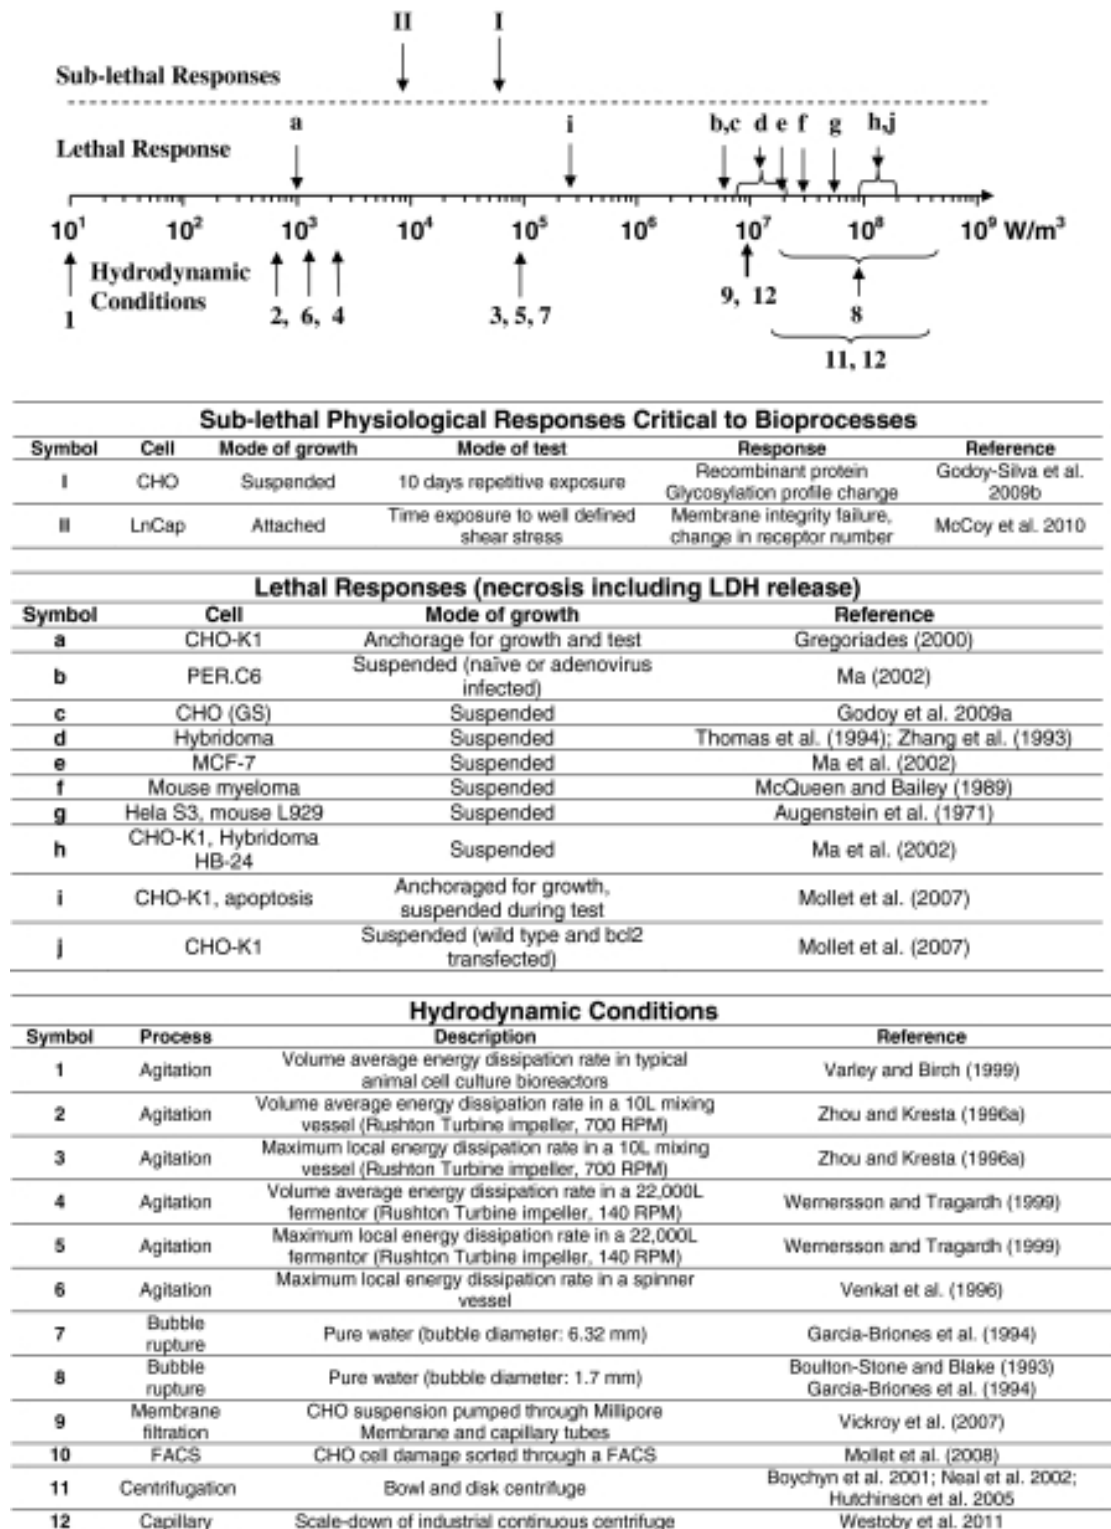 II I
Sub-lethal Responses
a i b,c d e f g h,j
Lethal Response
10¹ 10² 10³ 10⁴ 10⁵ 10⁶ 10⁷ 10⁸ 10⁹ W/m³
Hydrodynamic
Conditions
1 2, 6, 4 3, 5, 7 9, 12 8
11, 12
Sub-lethal Physiological Responses Critical to Bioprocesses
Symbol Cell Mode of growth Mode of test Response Reference
I CHO Suspended 10 days repetitive exposure Recombinant protein Glycosylation profile change Godoy-Silva et al. 2009b
II LnCap Attached Time exposure to well defined shear stress Membrane integrity failure, change in receptor number McCoy et al. 2010
Lethal Responses (necrosis including LDH release)
Symbol Cell Mode of growth Reference
a CHO-K1 Anchorage for growth and test Gregoriades (2000)
b PER.C6 Suspended (naïve or adenovirus infected) Ma (2002)
c CHO (GS) Suspended Godoy et al. 2009a
d Hybridoma Suspended Thomas et al. (1994); Zhang et al. (1993)
e MCF-7 Suspended Ma et al. (2002)
f Mouse myeloma Suspended McQueen and Bailey (1989)
g Hela S3, mouse L929 Suspended Augenstein et al. (1971)
h CHO-K1, Hybridoma HB-24 Suspended Ma et al. (2002)
i CHO-K1, apoptosis Anchoraged for growth, suspended during test Mollet et al. (2007)
j CHO-K1 Suspended (wild type and bcl2 transfected) Mollet et al. (2007)
Hydrodynamic Conditions
Symbol Process Description Reference
1 Agitation Volume average energy dissipation rate in typical animal cell culture bioreactors Varley and Birch (1999)
2 Agitation Volume average energy dissipation rate in a 10L mixing vessel (Rushton Turbine impeller, 700 RPM) Zhou and Kresta (1996a)
3 Agitation Maximum local energy dissipation rate in a 10L mixing vessel (Rushton Turbine impeller, 700 RPM) Zhou and Kresta (1996a)
4 Agitation Volume average energy dissipation rate in a 22,000L fermentor (Rushton Turbine impeller, 140 RPM) Wernersson and Tragardh (1999)
5 Agitation Maximum local energy dissipation rate in a 22,000L fermentor (Rushton Turbine impeller, 140 RPM) Wernersson and Tragardh (1999)
6 Agitation Maximum local energy dissipation rate in a spinner vessel Venkat et al. (1996)
7 Bubble rupture Pure water (bubble diameter: 6.32 mm) Garcia-Briones et al. (1994)
8 Bubble rupture Pure water (bubble diameter: 1.7 mm) Boulton-Stone and Blake (1993) Garcia-Briones et al. (1994)
9 Membrane filtration CHO suspension pumped through Millipore Membrane and capillary tubes Vickroy et al. (2007)
10 FACS CHO cell damage sorted through a FACS Mollet et al. (2008)
11 Centrifugation Bowl and disk centrifuge Boychyn et al. 2001; Neal et al. 2002; Hutchinson et al. 2005
12 Capillary Scale-down of industrial continuous centrifuge Westoby et al. 2011